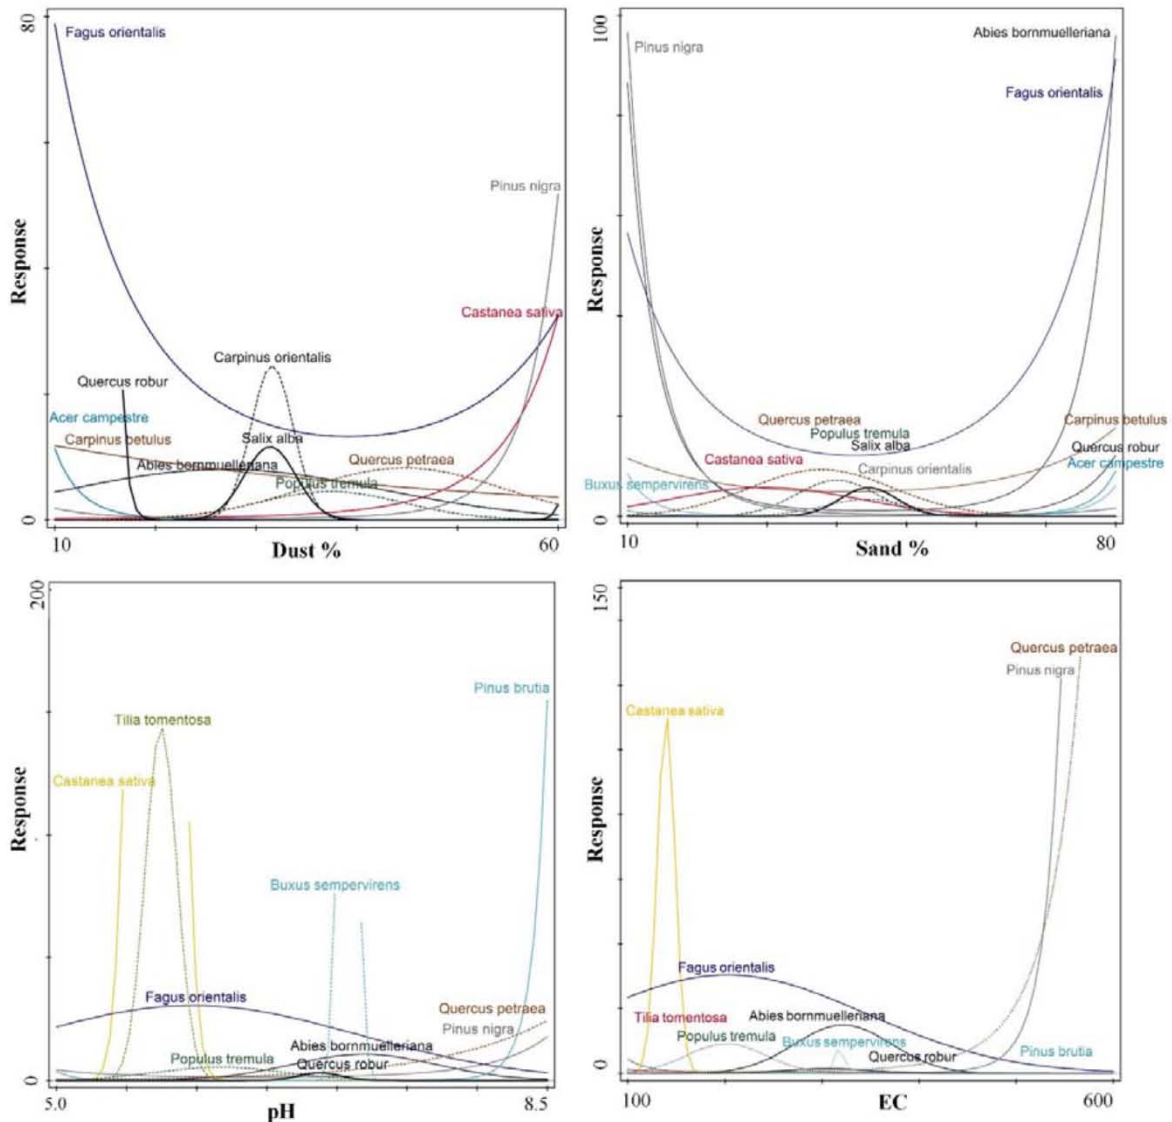 80
Fagus orientalis
Pinus nigra
Castanea sativa
Carpinus orientalis
Quercus robur
Acer campestre
Carpinus betulus
Salix alba
Abies bornmuelleriana
Quercus petraea
Populus tremula
Response
0
10
Dust %
60
100
Abies bornmuelleriana
Pinus nigra
Fagus orientalis
Quercus petraea
Carpinus betulus
Populus tremula
Salix alba
Quercus robur
Castanea sativa
Carpinus orientalis
Acer campestre
Buxus sempervirens
Response
0
10
Sand %
80
200
Pinus brutia
Tilia tomentosa
Castanea sativa
Buxus sempervirens
Fagus orientalis
Quercus petraea
Pinus nigra
Abies bornmuelleriana
Populus tremula
Quercus robur
Response
0
5.0
pH
8.5
150
Quercus petraea
Pinus nigra
Castanea sativa
Fagus orientalis
Tilia tomentosa
Abies bornmuelleriana
Populus tremula
Buxus sempervirens
Quercus robur
Pinus brutia
Response
0
100
EC
600